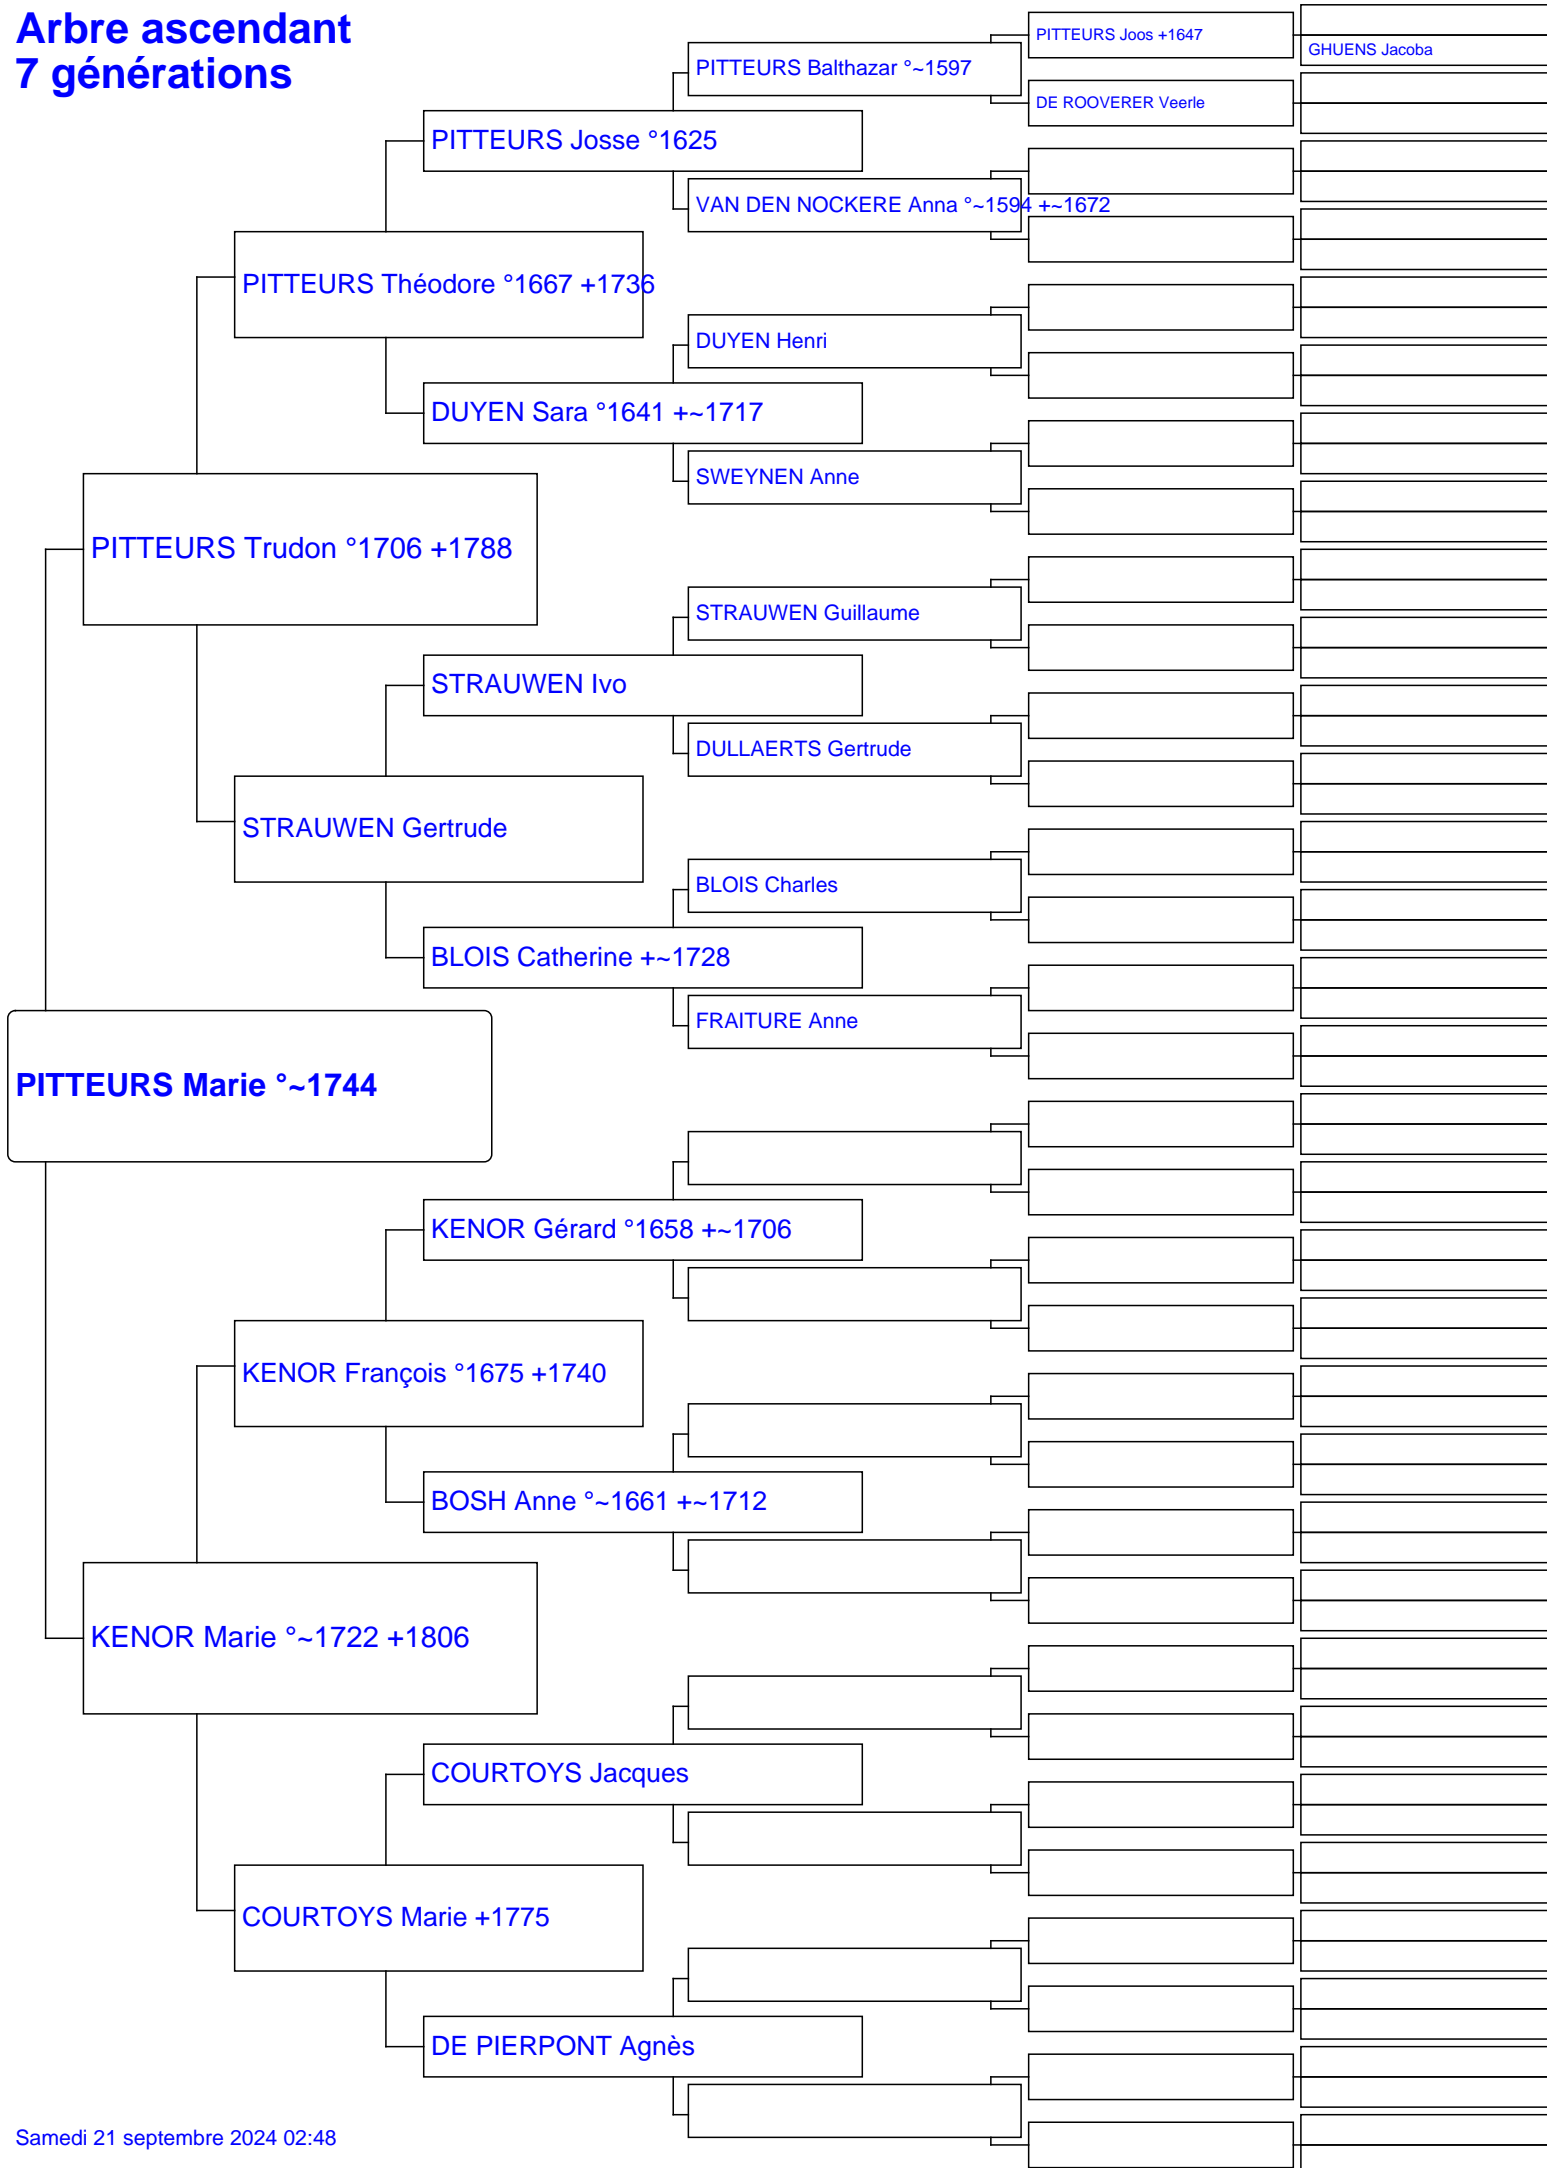 Arbre ascendant
7 générations
PITTEURS Joos +1647
GHUENS Jacoba
PITTEURS Balthazar °~1597
DE ROOVERER Veerle
PITTEURS Josse °1625
VAN DEN NOCKERE Anna °~1594 +~1672
PITTEURS Théodore °1667 +1736
DUYEN Henri
DUYEN Sara °1641 +~1717
SWEYNEN Anne
PITTEURS Trudon °1706 +1788
STRAUWEN Guillaume
STRAUWEN Ivo
DULLAERTS Gertrude
STRAUWEN Gertrude
BLOIS Charles
BLOIS Catherine +~1728
FRAITURE Anne
PITTEURS Marie °~1744
KENOR Gérard °1658 +~1706
KENOR François °1675 +1740
BOSH Anne °~1661 +~1712
KENOR Marie °~1722 +1806
COURTOYS Jacques
COURTOYS Marie +1775
DE PIERPONT Agnès
Samedi 21 septembre 2024 02:48